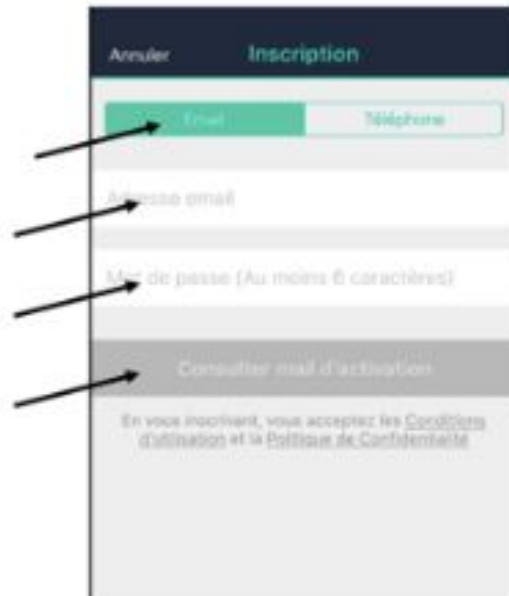 Annuler Inscription
Email Téléphone
Adresse email
Mot de passe (Au moins 6 caractères)
Consulter mail d'activation
En vous inscrivant, vous acceptez les Conditions
d'utilisation et la Politique de Confidentialité